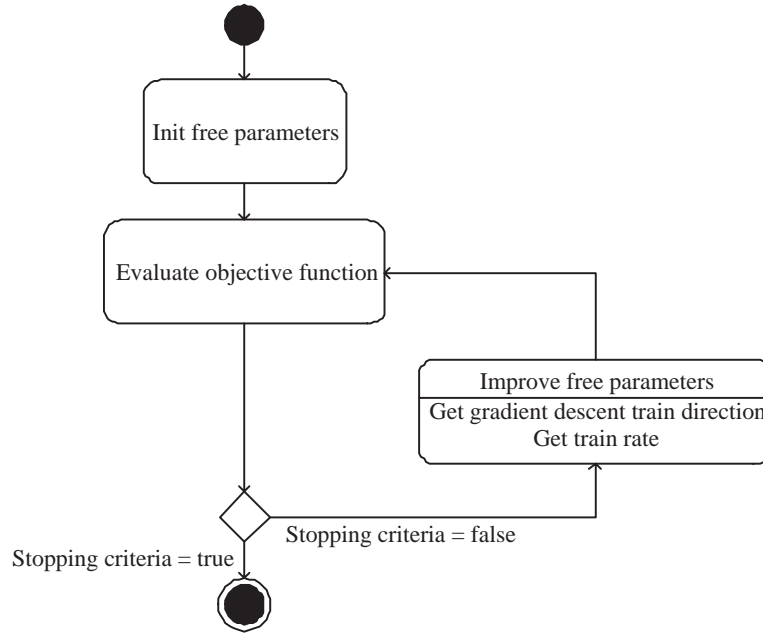 Init free parameters
Evaluate objective function
Improve free parameters
Get gradient descent train direction
Get train rate
Stopping criteria = false
Stopping criteria = true